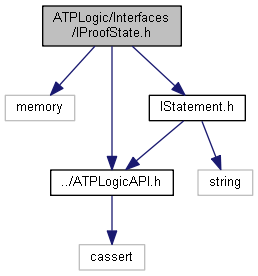 ATPLogic/Interfaces
/IProofState.h
memory
IStatement.h
../ATPLogicAPI.h
string
cassert